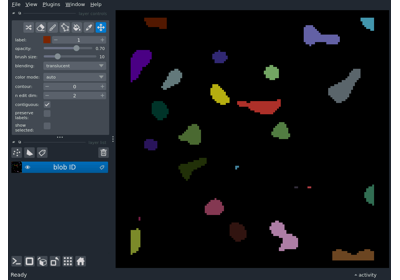 File View Plugins Window Help
label: 1
opacity: 0.70
brush size: 10
blending: translucent
color mode: auto
contour: 0
n edit dim: 2
contiguous:
preserve
labels:
show
selected:
blob ID
Ready
activity